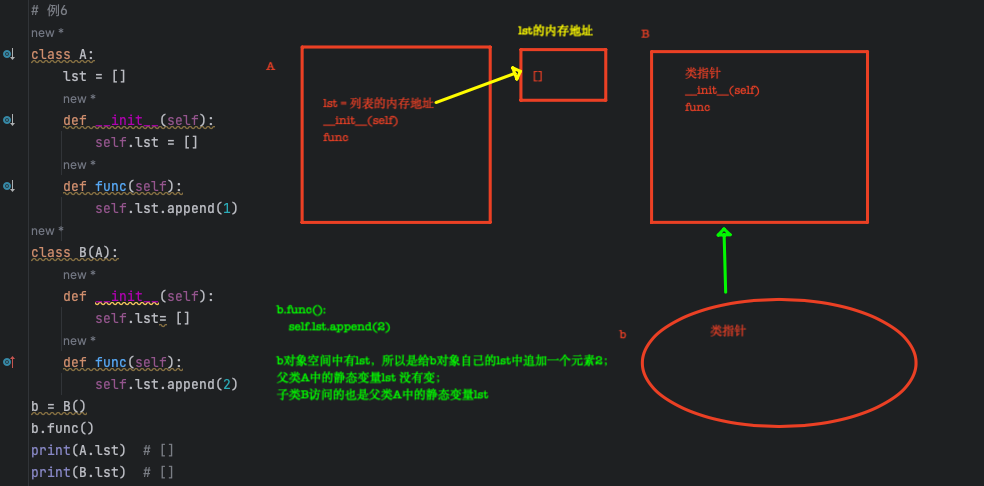 # 例6
new *
class A:
lst = []
new *
def __init__(self):
self.lst = []
new *
def func(self):
self.lst.append(1)
new *
class B(A):
new *
def __init__(self):
self.lst= []
new *
def func(self):
self.lst.append(2)
b = B()
b.func()
print(A.lst)  # []
print(B.lst)  # []
A
lst = 列表的内存地址
__init__(self)
func
lst的内存地址
[]
B
类指针
__init__(self)
func
b.func():
self.lst.append(2)
b对象空间中有lst，所以是给b对象自己的lst中追加一个元素2；
父类A中的静态变量lst 没有变；
子类B访问的也是父类A中的静态变量lst
b
类指针